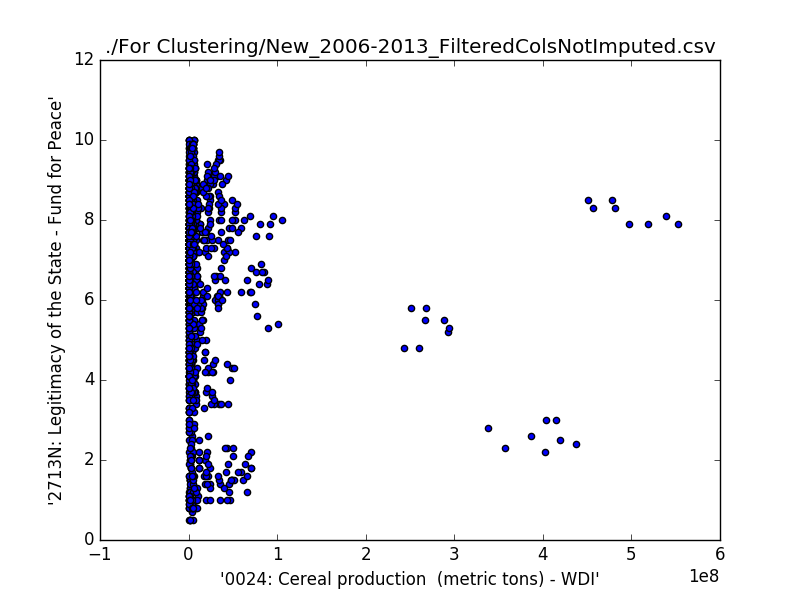 ./For Clustering/New_2006-2013_FilteredColsNotImputed.csv
12
10
8
6
4
2
0
'2713N: Legitimacy of the State - Fund for Peace'
−1 0 1 2 3 4 5 6
1e8
'0024: Cereal production (metric tons) - WDI'